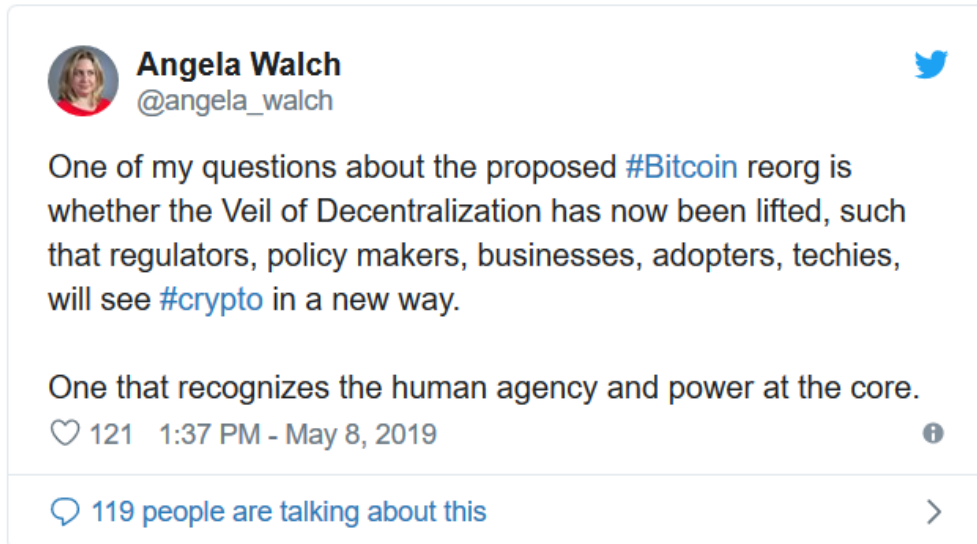 Angela Walch
@angela_walch
One of my questions about the proposed #Bitcoin reorg is
whether the Veil of Decentralization has now been lifted, such
that regulators, policy makers, businesses, adopters, techies,
will see #crypto in a new way.
One that recognizes the human agency and power at the core.
121 1:37 PM - May 8, 2019
119 people are talking about this